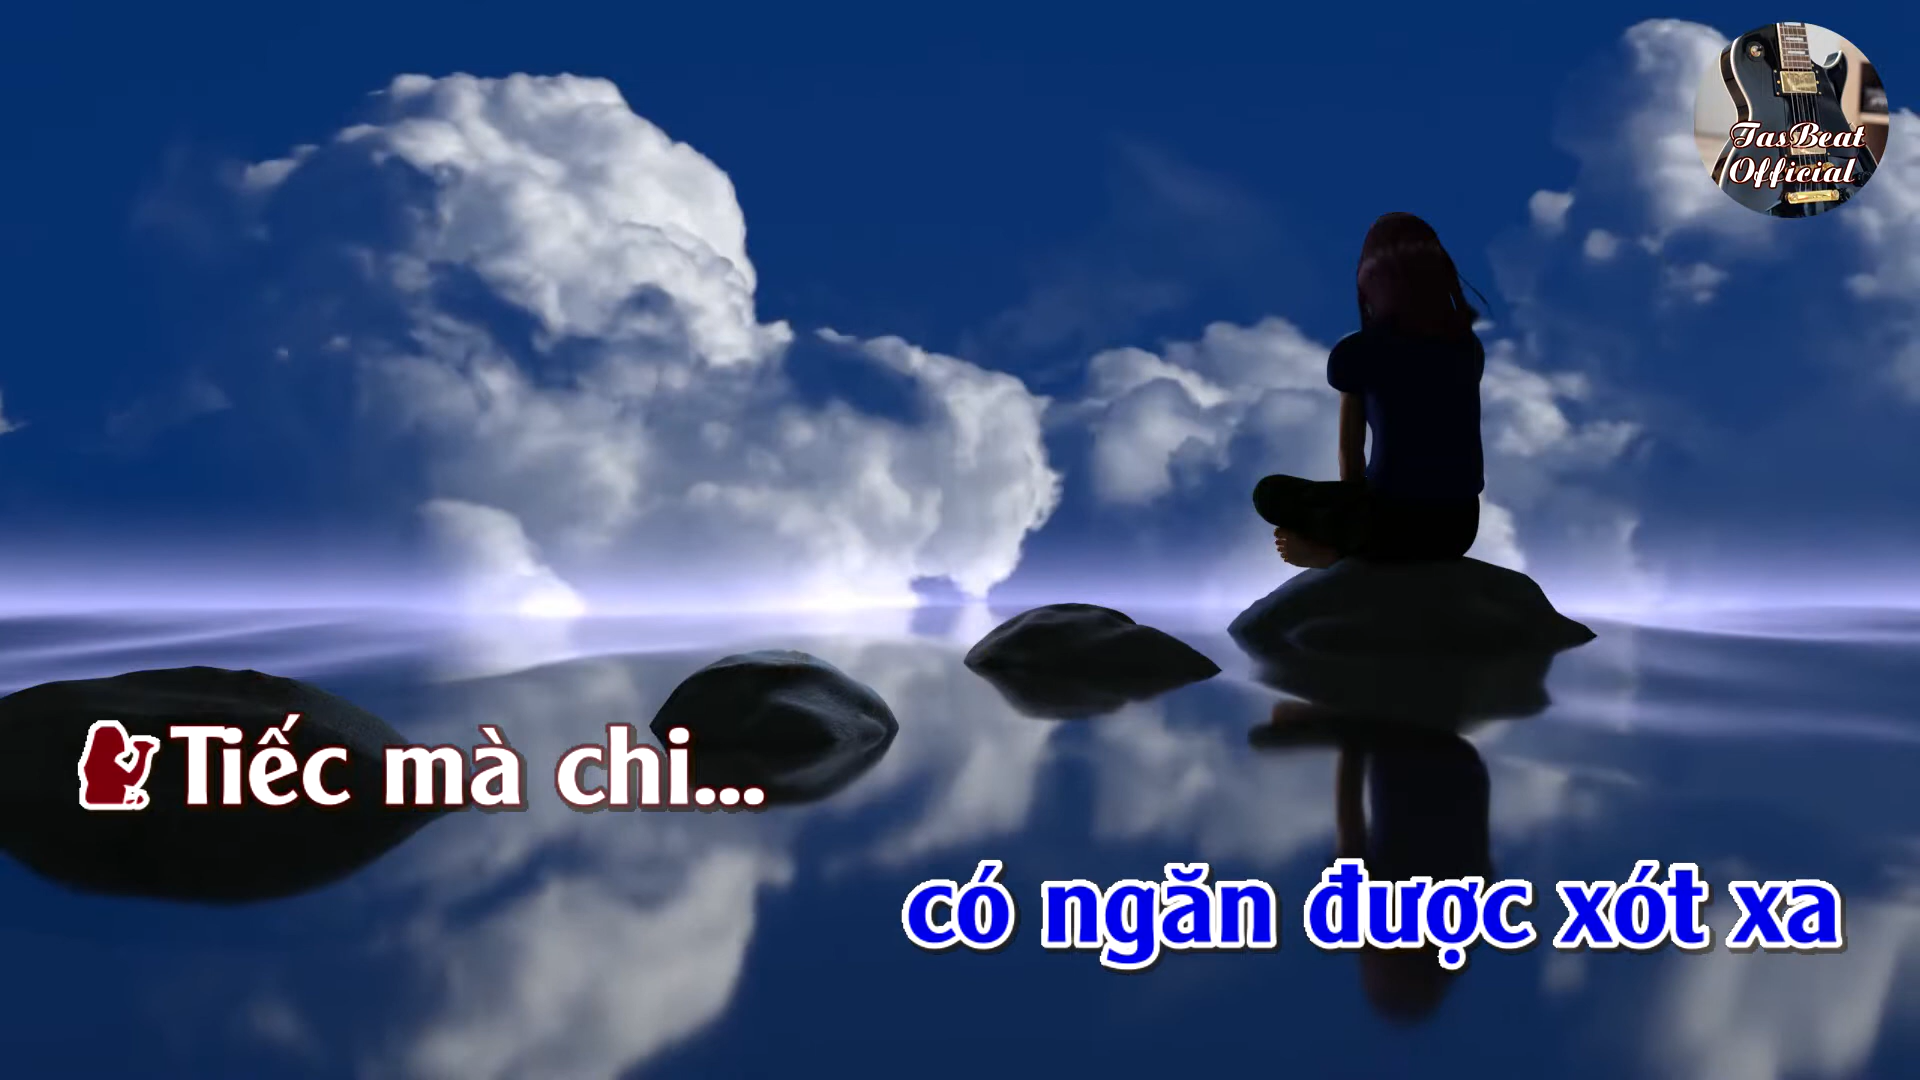 TasBeat
Official
Tiếc mà chi...
có ngăn được xót xa